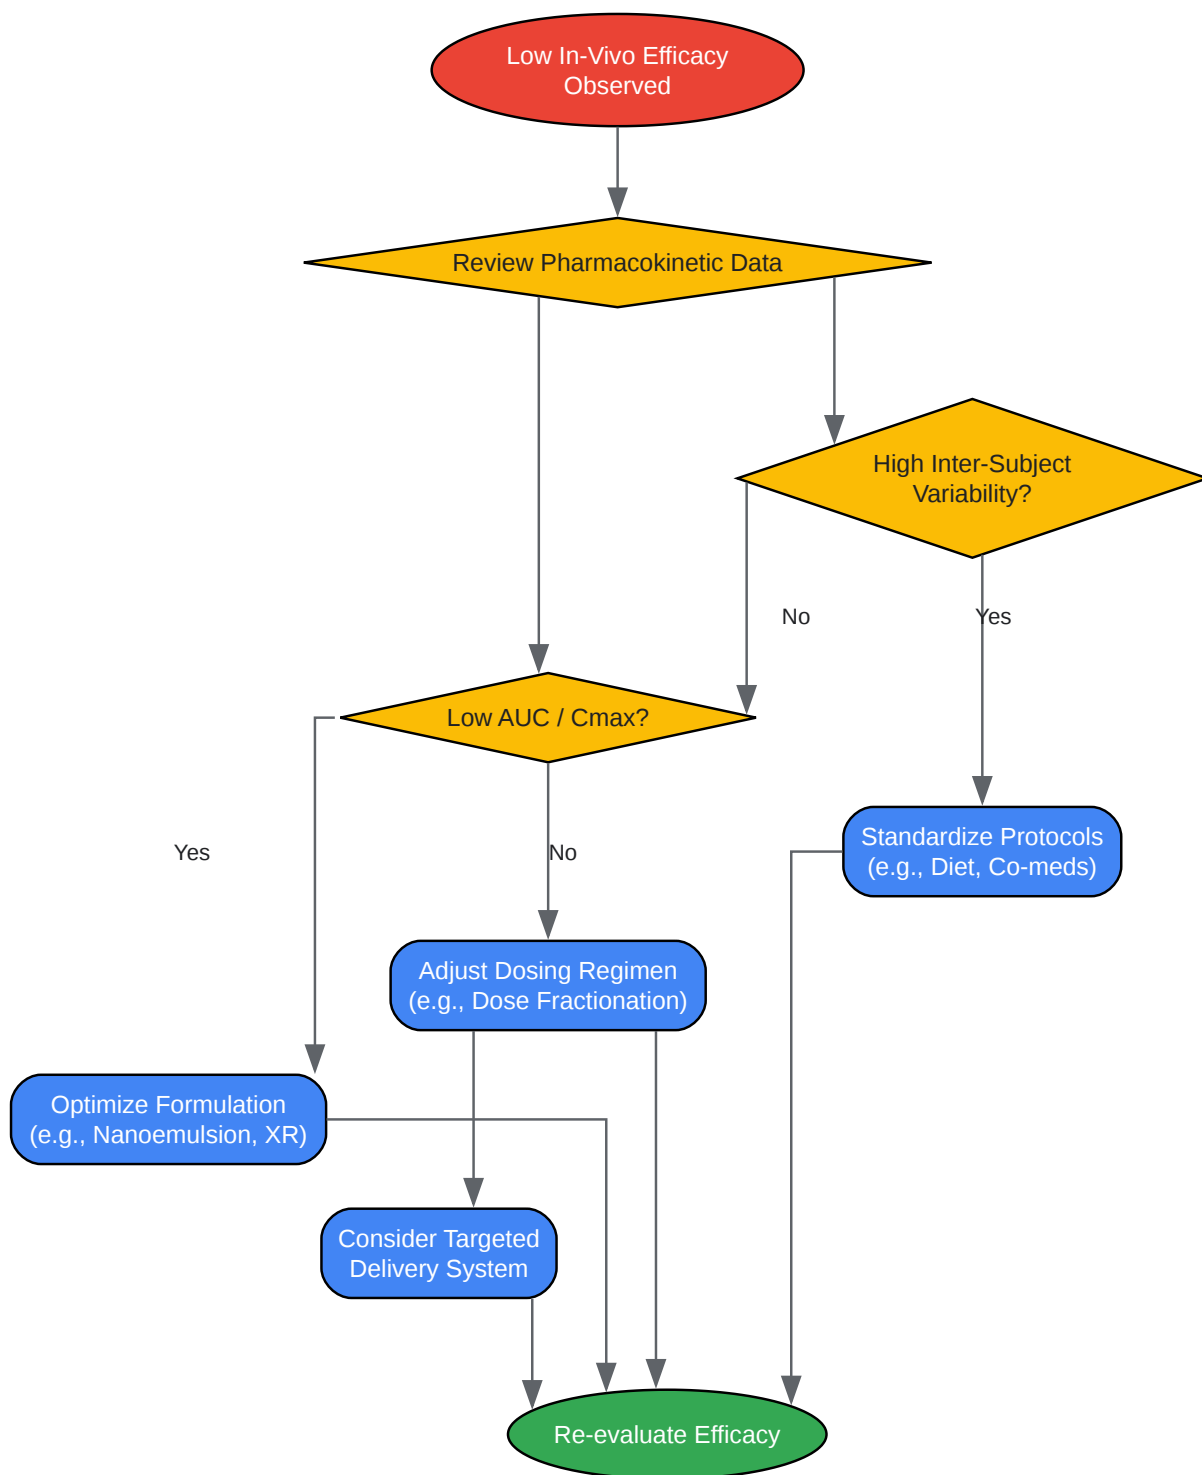 Low In-Vivo Efficacy
Observed
Review Pharmacokinetic Data
High Inter-Subject
Variability?
No
Yes
Low AUC / Cmax?
Yes
No
Standardize Protocols
(e.g., Diet, Co-meds)
Adjust Dosing Regimen
(e.g., Dose Fractionation)
Optimize Formulation
(e.g., Nanoemulsion, XR)
Consider Targeted
Delivery System
Re-evaluate Efficacy